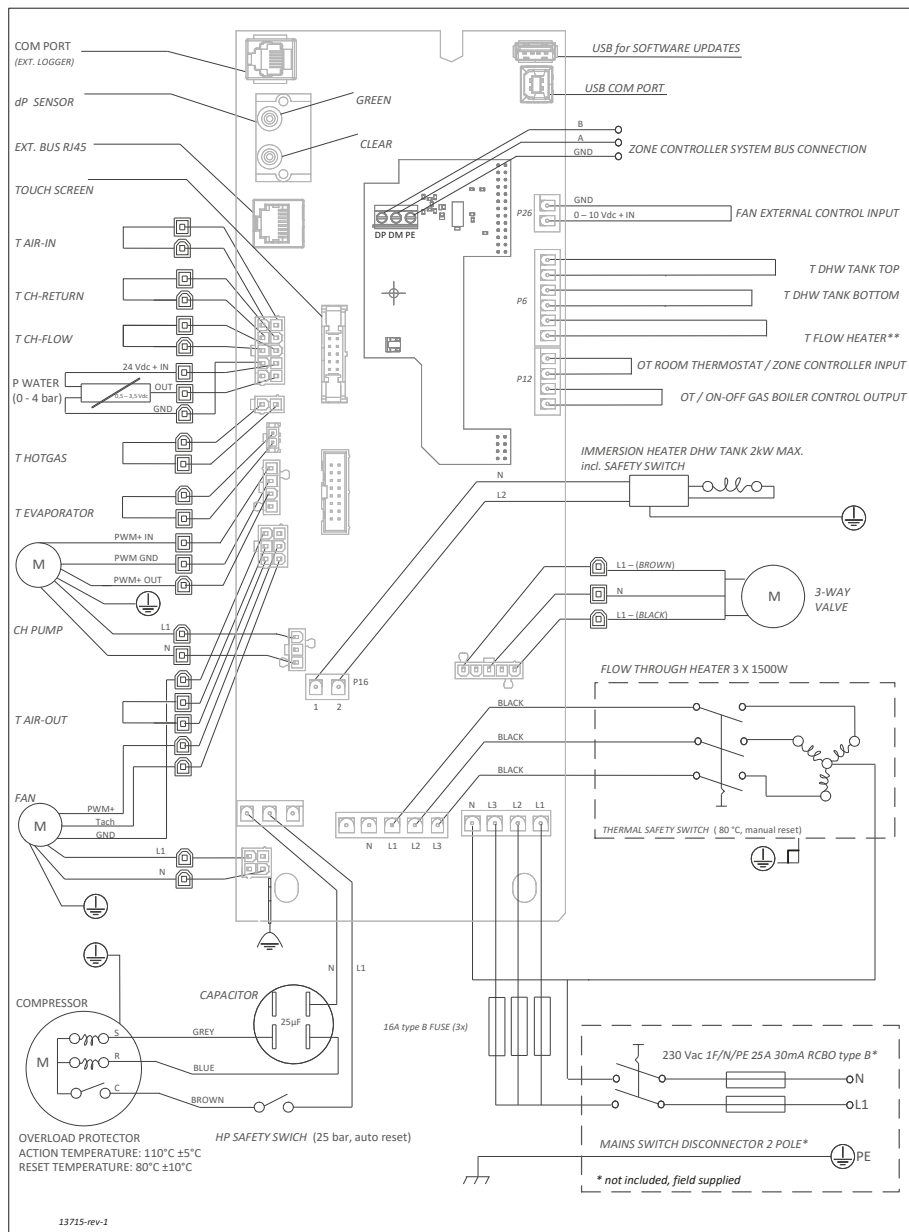 COM PORT
(EXT. LOGGER)
dP SENSOR
EXT. BUS RJ45
TOUCH SCREEN
GREEN
CLEAR
USB for SOFTWARE UPDATES
USB COM PORT
B
A
GND
ZONE CONTROLLER SYSTEM BUS CONNECTION
DP DM PE
P26
GND
0 – 10 Vdc + IN
FAN EXTERNAL CONTROL INPUT
T AIR-IN
T CH-RETURN
T CH-FLOW
24 Vdc + IN
P WATER
(0 - 4 bar)
OUT
0,5 – 3,5 Vdc
GND
P6
T DHW TANK TOP
T DHW TANK BOTTOM
T FLOW HEATER**
P12
OT ROOM THERMOSTAT / ZONE CONTROLLER INPUT
OT / ON-OFF GAS BOILER CONTROL OUTPUT
T HOTGAS
T EVAPORATOR
IMMERSION HEATER DHW TANK 2kW MAX.
incl. SAFETY SWITCH
N
L2
PWM+ IN
M
PWM GND
PWM+ OUT
CH PUMP
L1
N
L1 – (BROWN)
N
L1 – (BLACK)
M
3-WAY
VALVE
P16
1 2
FLOW THROUGH HEATER 3 X 1500W
BLACK
BLACK
BLACK
THERMAL SAFETY SWITCH ( 80 °C, manual reset)
T AIR-OUT
FAN
M
PWM+
Tach
GND
L1
N
N L1 L2 L3
N L3 L2 L1
N
L1
COMPRESSOR
M
S
R
C
CAPACITOR
25µF
GREY
BLUE
BROWN
16A type B FUSE (3x)
OVERLOAD PROTECTOR
ACTION TEMPERATURE: 110°C ±5°C
RESET TEMPERATURE: 80°C ±10°C
HP SAFETY SWICH (25 bar, auto reset)
230 Vac 1F/N/PE 25A 30mA RCBO type B*
N
L1
MAINS SWITCH DISCONNECTOR 2 POLE*
PE
* not included, field supplied
13715-rev-1